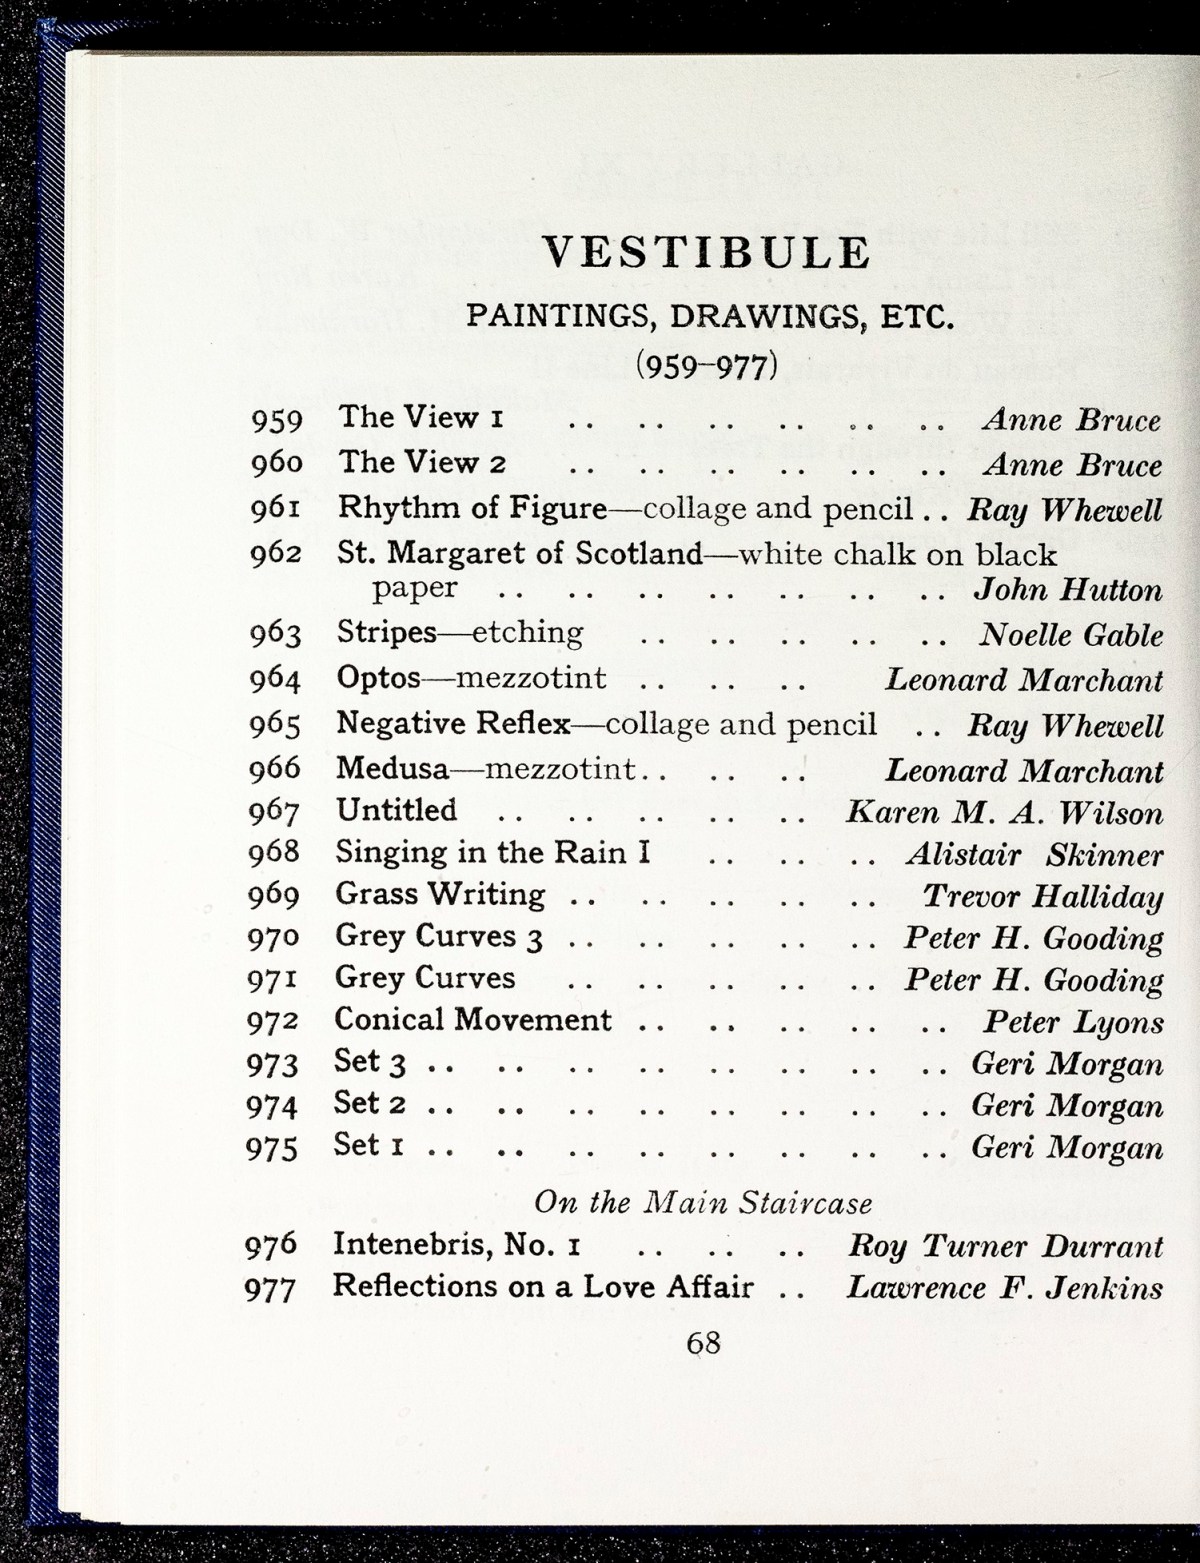 VESTIBULE
PAINTINGS, DRAWINGS, ETC.
(959–977)
959 The View 1 .. .. .. .. .. .. Anne Bruce
960 The View 2 .. .. .. .. .. .. Anne Bruce
961 Rhythm of Figure—collage and pencil .. Ray Whewell
962 St. Margaret of Scotland—white chalk on black
paper .. .. .. .. .. .. .. John Hutton
963 Stripes—etching .. .. .. .. .. Noelle Gable
964 Optos—mezzotint .. .. .. Leonard Marchant
965 Negative Reflex—collage and pencil .. Ray Whewell
966 Medusa—mezzotint .. .. .. Leonard Marchant
967 Untitled .. .. .. .. .. Karen M. A. Wilson
968 Singing in the Rain I .. .. .. Alistair Skinner
969 Grass Writing .. .. .. .. .. Trevor Halliday
970 Grey Curves 3 .. .. .. .. .. Peter H. Gooding
971 Grey Curves .. .. .. .. .. Peter H. Gooding
972 Conical Movement .. .. .. .. .. Peter Lyons
973 Set 3 .. .. .. .. .. .. .. .. Geri Morgan
974 Set 2 .. .. .. .. .. .. .. .. Geri Morgan
975 Set 1 .. .. .. .. .. .. .. .. Geri Morgan
On the Main Staircase
976 Intenebris, No. 1 .. .. .. Roy Turner Durrant
977 Reflections on a Love Affair .. Lawrence F. Jenkins
68